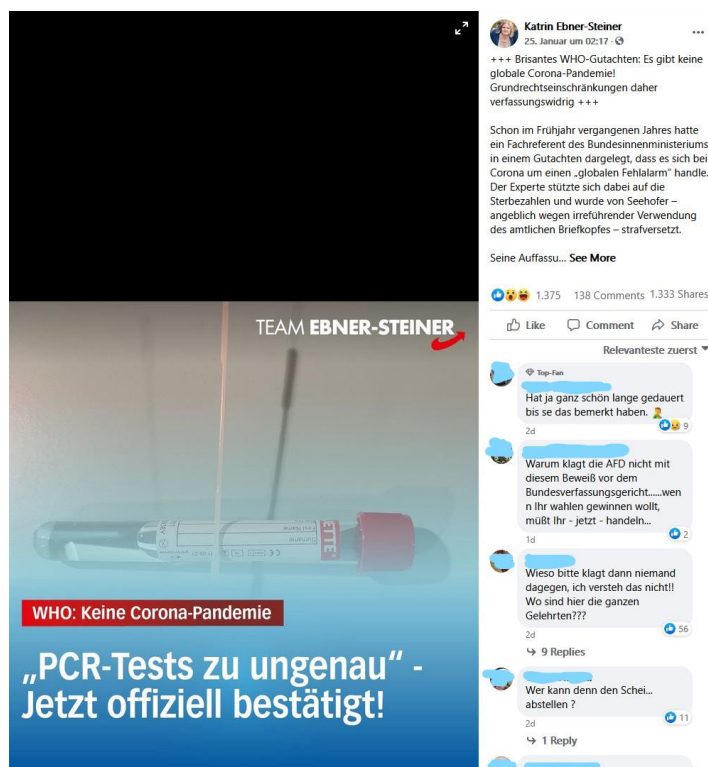 Katrin Ebner-Steiner
25. Januar um 02:17 ·
+++ Brisantes WHO-Gutachten: Es gibt keine
globale Corona-Pandemie!
Grundrechtseinschränkungen daher
verfassungswidrig +++
Schon im Frühjahr vergangenen Jahres hatte
ein Fachreferent des Bundesinnenministeriums
in einem Gutachten dargelegt, dass es sich bei
Corona um einen „globalen Fehlalarm" handle.
Der Experte stützte sich dabei auf die
Sterbezahlen und wurde von Seehofer –
angeblich wegen irreführender Verwendung
des amtlichen Briefkopfes – strafversetzt.
Seine Auffassu... See More
1.375 138 Comments 1.333 Shares
Like Comment Share
Relevanteste zuerst
Top-Fan
Hat ja ganz schön lange gedauert
bis se das bemerkt haben.
9
2d
Warum klagt die AFD nicht mit
diesem Beweiß vor dem
Bundesverfassungsgericht......wen
n Ihr wahlen gewinnen wollt,
müßt Ihr - jetzt - handeln...
2
1d
Wieso bitte klagt dann niemand
dagegen, ich versteh das nicht!!
Wo sind hier die ganzen
Gelehrten???
56
2d
9 Replies
Wer kann denn den Schei...
abstellen ?
11
2d
1 Reply
TEAM EBNER-STEINER
First Name
Surname
ETTE
WHO: Keine Corona-Pandemie
„PCR-Tests zu ungenau“ -
Jetzt offiziell bestätigt!